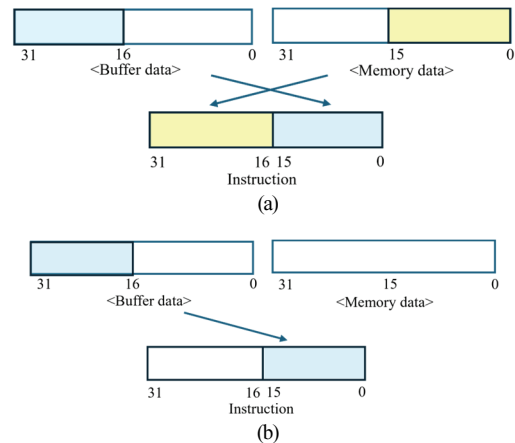 31 16 0 31 15 0
<Buffer data> <Memory data>
31 16 15 0
Instruction
(a)
31 16 0 31 15 0
<Buffer data> <Memory data>
31 16 15 0
Instruction
(b)